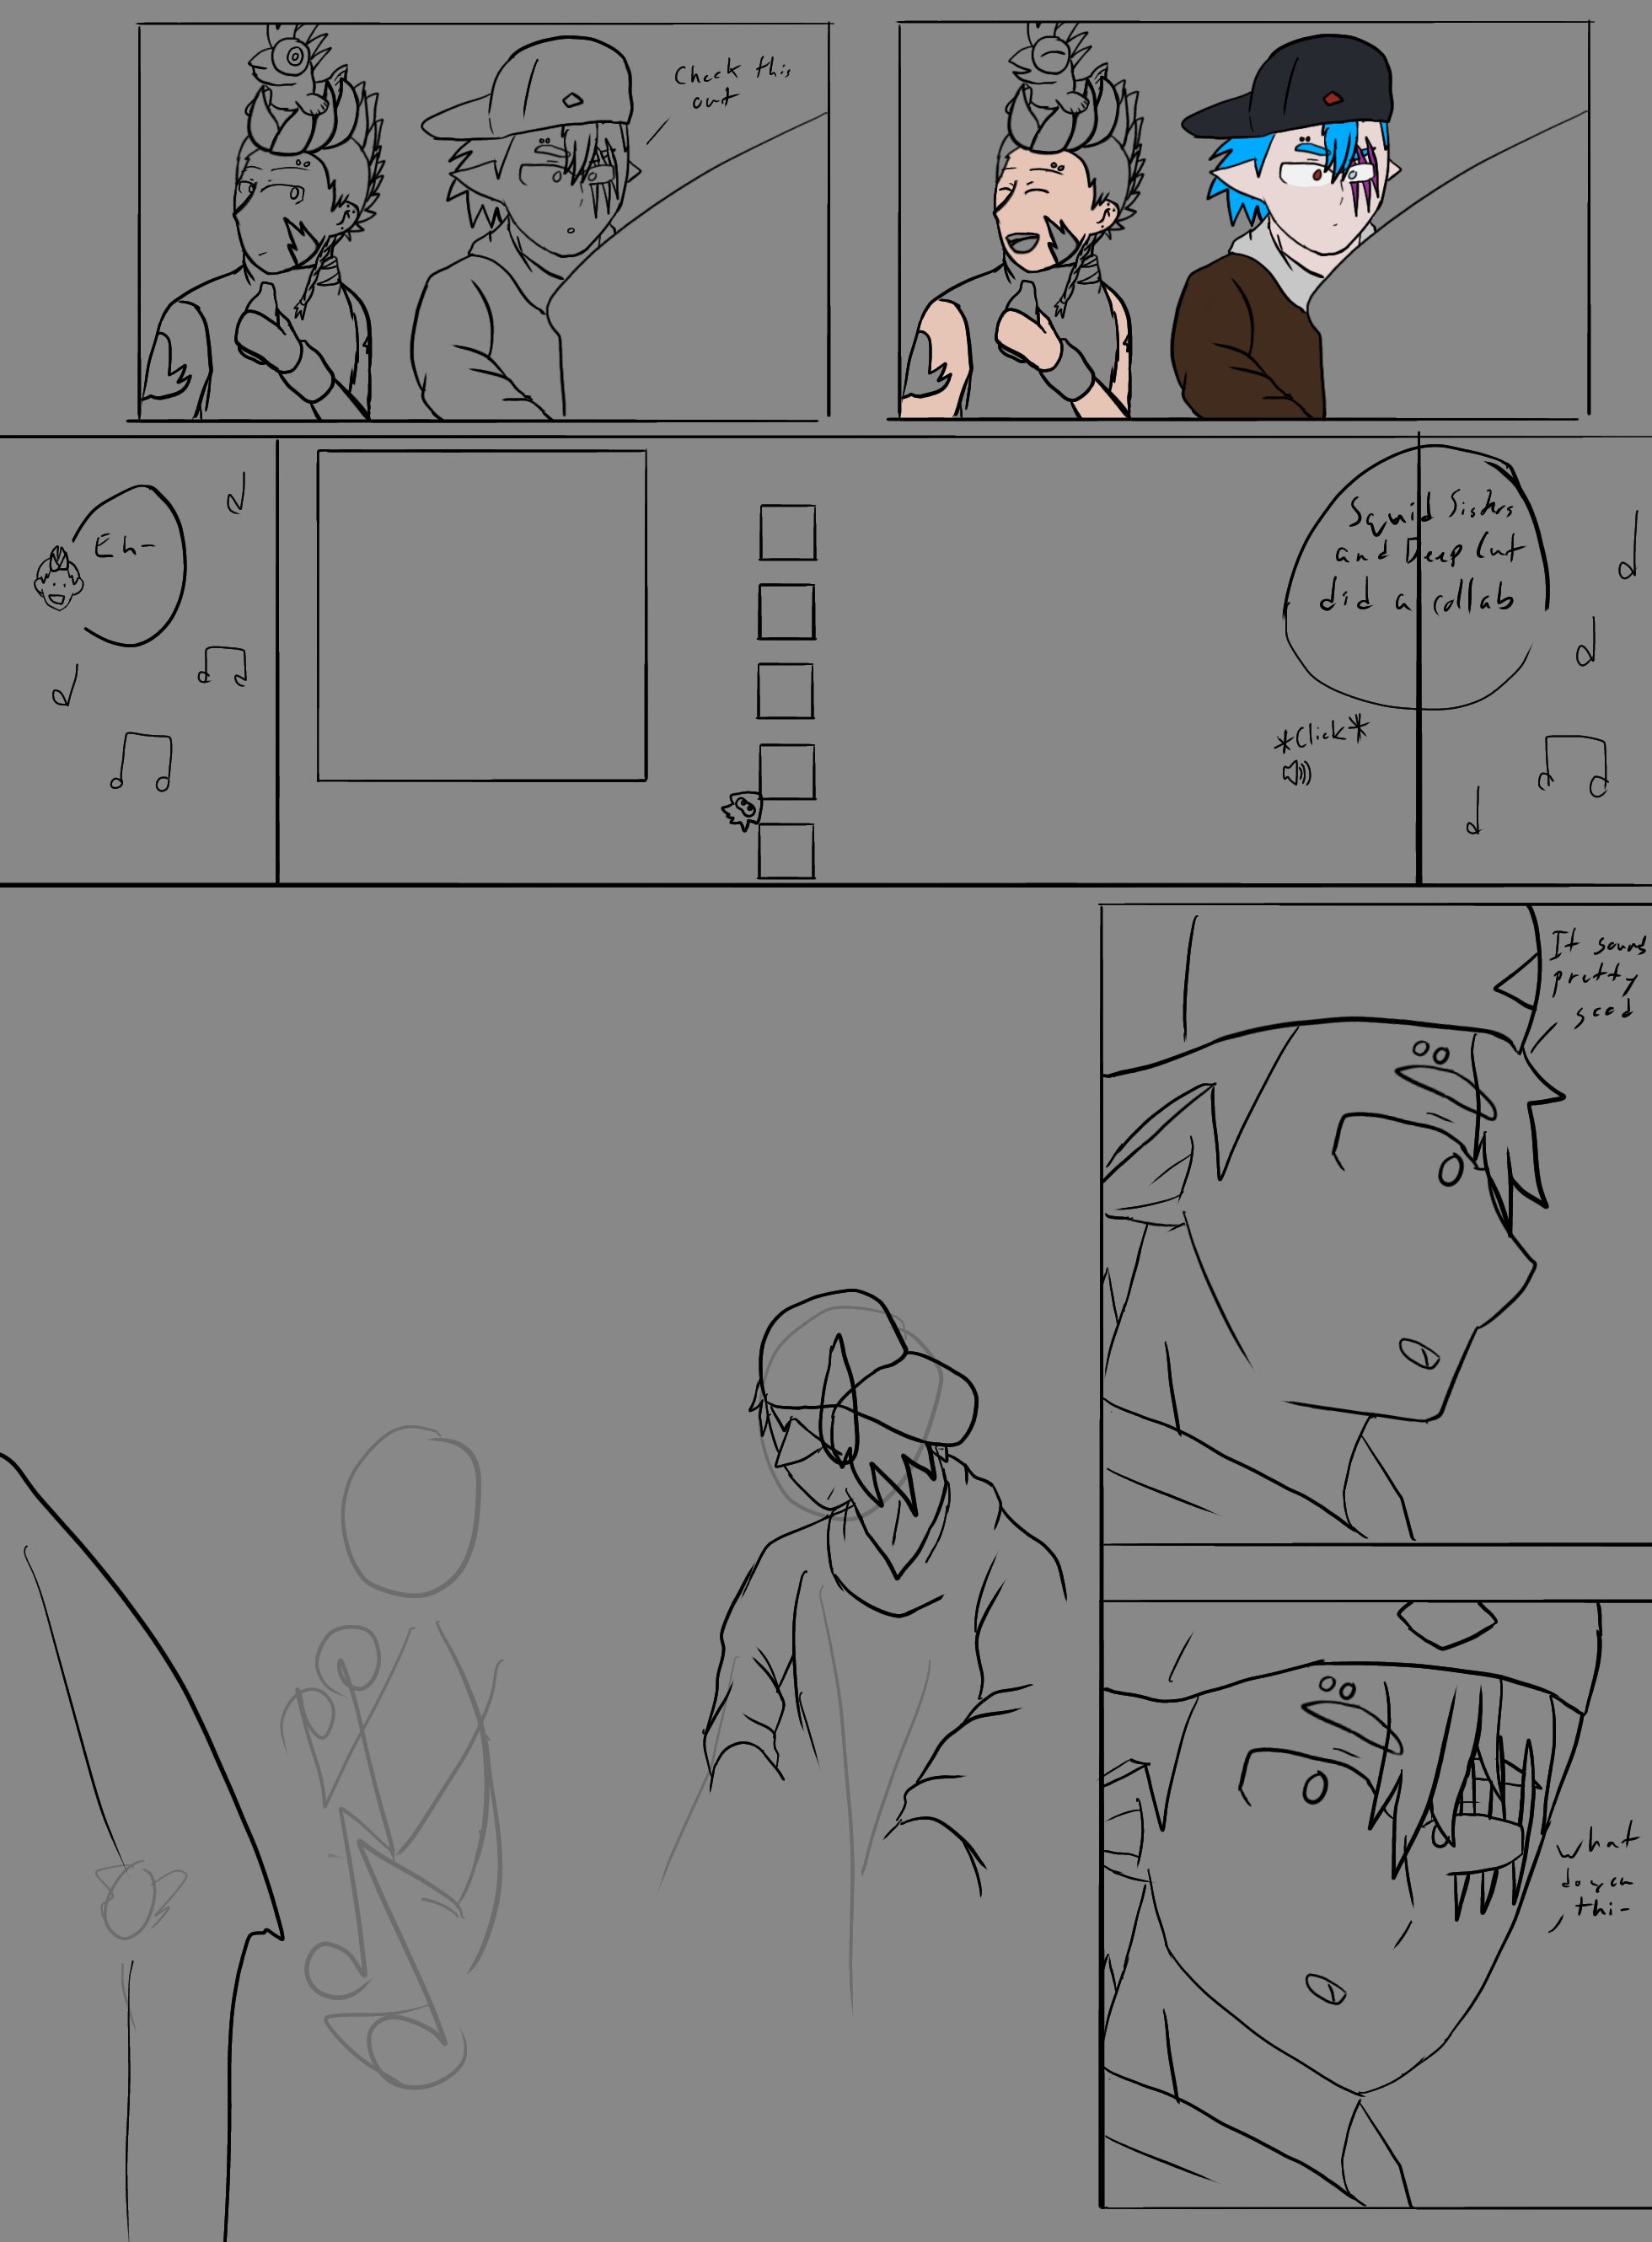 Check this
out
Eh-
Squid Sisters
and Deep Cut
did a collab
*Click*
It souns
pretty
good
what
do you
thi-